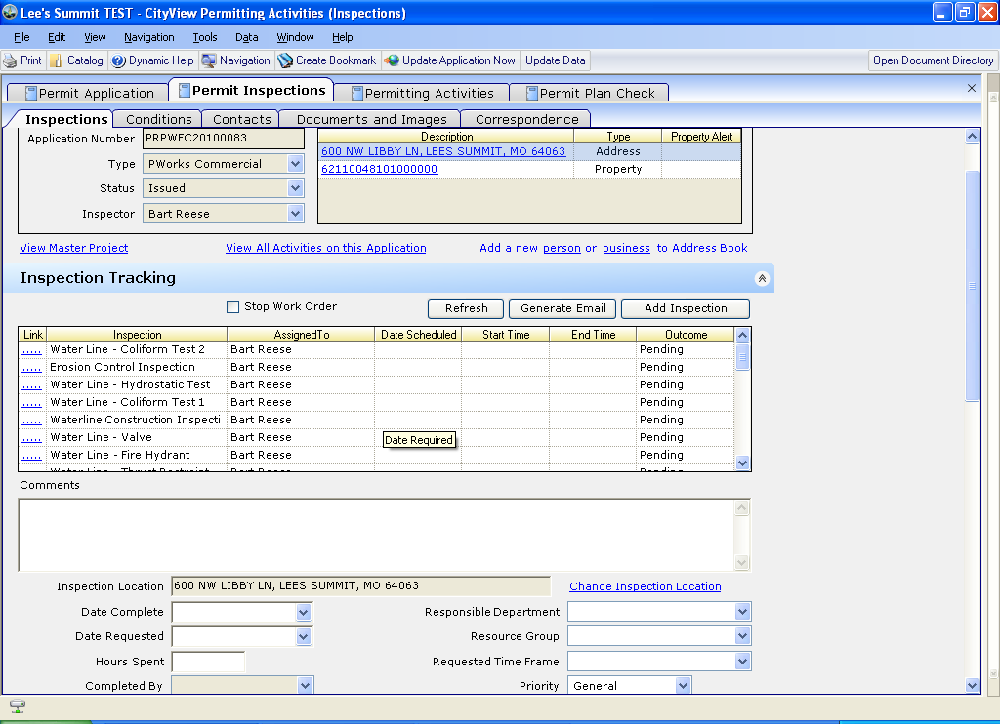 Lee's Summit TEST - CityView Permitting Activities (Inspections)
File Edit View Navigation Tools Data Window Help
Print Catalog Dynamic Help Navigation Create Bookmark Update Application Now Update Data Open Document Directory
Permit Application Permit Inspections Permitting Activities Permit Plan Check
Inspections Conditions Contacts Documents and Images Correspondence
Application Number PRPWFC20100083
Type PWorks Commercial
Status Issued
Inspector Bart Reese
Description Type Property Alert
600 NW LIBBY LN, LEES SUMMIT, MO 64063 Address
62110048101000000 Property
View Master Project View All Activities on this Application Add a new person or business to Address Book
Inspection Tracking
Stop Work Order Refresh Generate Email Add Inspection
Link Inspection AssignedTo Date Scheduled Start Time End Time Outcome
..... Water Line - Coliform Test 2 Bart Reese Pending
..... Erosion Control Inspection Bart Reese Pending
..... Water Line - Hydrostatic Test Bart Reese Pending
..... Water Line - Coliform Test 1 Bart Reese Pending
..... Waterline Construction Inspecti Bart Reese Pending
..... Water Line - Valve Bart Reese Pending
Date Required
..... Water Line - Fire Hydrant Bart Reese Pending
Water Line - Thrust Restraint Bart Reese Pending
Comments
Inspection Location 600 NW LIBBY LN, LEES SUMMIT, MO 64063 Change Inspection Location
Date Complete Responsible Department
Date Requested Resource Group
Hours Spent Requested Time Frame
Completed By Priority General